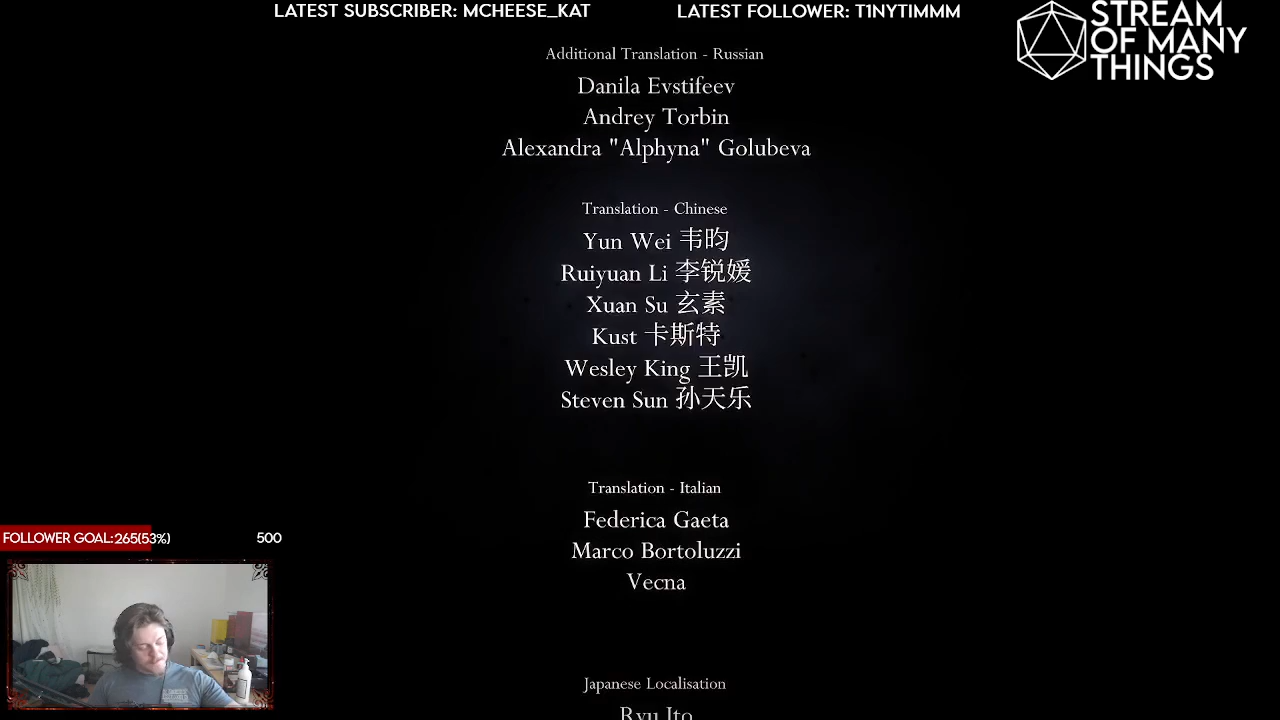 LATEST SUBSCRIBER: MCHEESE_KAT
LATEST FOLLOWER: T1NYTIMMM
STREAM
OF MANY
THINGS
Additional Translation - Russian
Danila Evstifeev
Andrey Torbin
Alexandra "Alphyna" Golubeva
Translation - Chinese
Yun Wei 韦昀
Ruiyuan Li 李锐媛
Xuan Su 玄素
Kust 卡斯特
Wesley King 王凯
Steven Sun 孙天乐
Translation - Italian
Federica Gaeta
Marco Bortoluzzi
Vecna
FOLLOWER GOAL: 265(53%)
500
Japanese Localisation
Ryu Ito